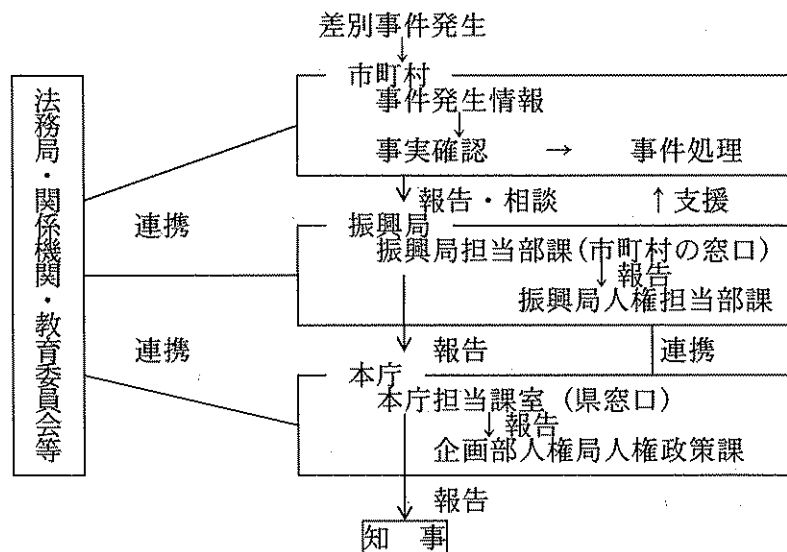 差別事件発生
↓
市町村
事件発生情報
↓
事実確認 → 事件処理
↓ 報告・相談 ↑支援
振興局
振興局担当部課(市町村の窓口)
↓報告
振興局人権担当部課
↓ 報告 連携
本庁
本庁担当課室(県窓口)
↓報告
企画部人権局人権政策課
↓ 報告
知 事
法務局・関係機関・教育委員会等
連携
連携